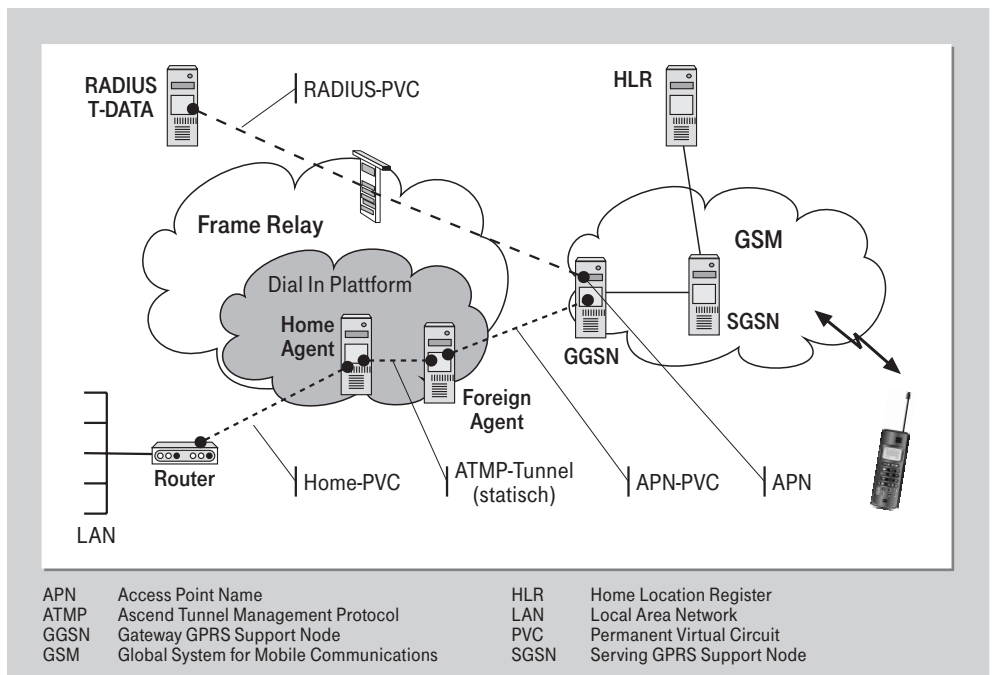 RADIUS
T-DATA
RADIUS-PVC
HLR
Frame Relay
GSM
Dial In Plattform
Home
Agent
SGSN
GGSN
Foreign
Agent
Router
Home-PVC
ATMP-Tunnel
(statisch)
APN-PVC
APN
LAN
APN Access Point Name
ATMP Ascend Tunnel Management Protocol
GGSN Gateway GPRS Support Node
GSM Global System for Mobile Communications
HLR Home Location Register
LAN Local Area Network
PVC Permanent Virtual Circuit
SGSN Serving GPRS Support Node